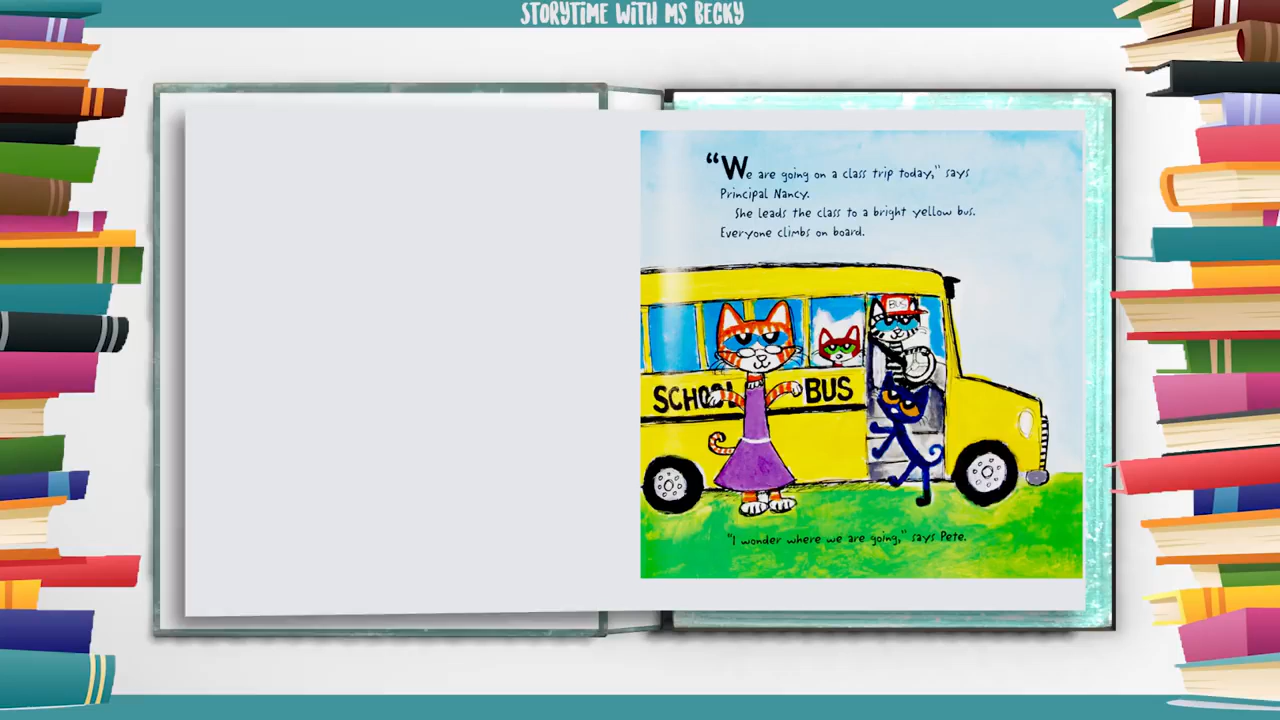 STORYTIME WITH MS BECKY
"We are going on a class trip today," says
Principal Nancy.
She leads the class to a bright yellow bus.
Everyone climbs on board.
BUS
SCHOOL BUS
"I wonder where we are going," says Pete.